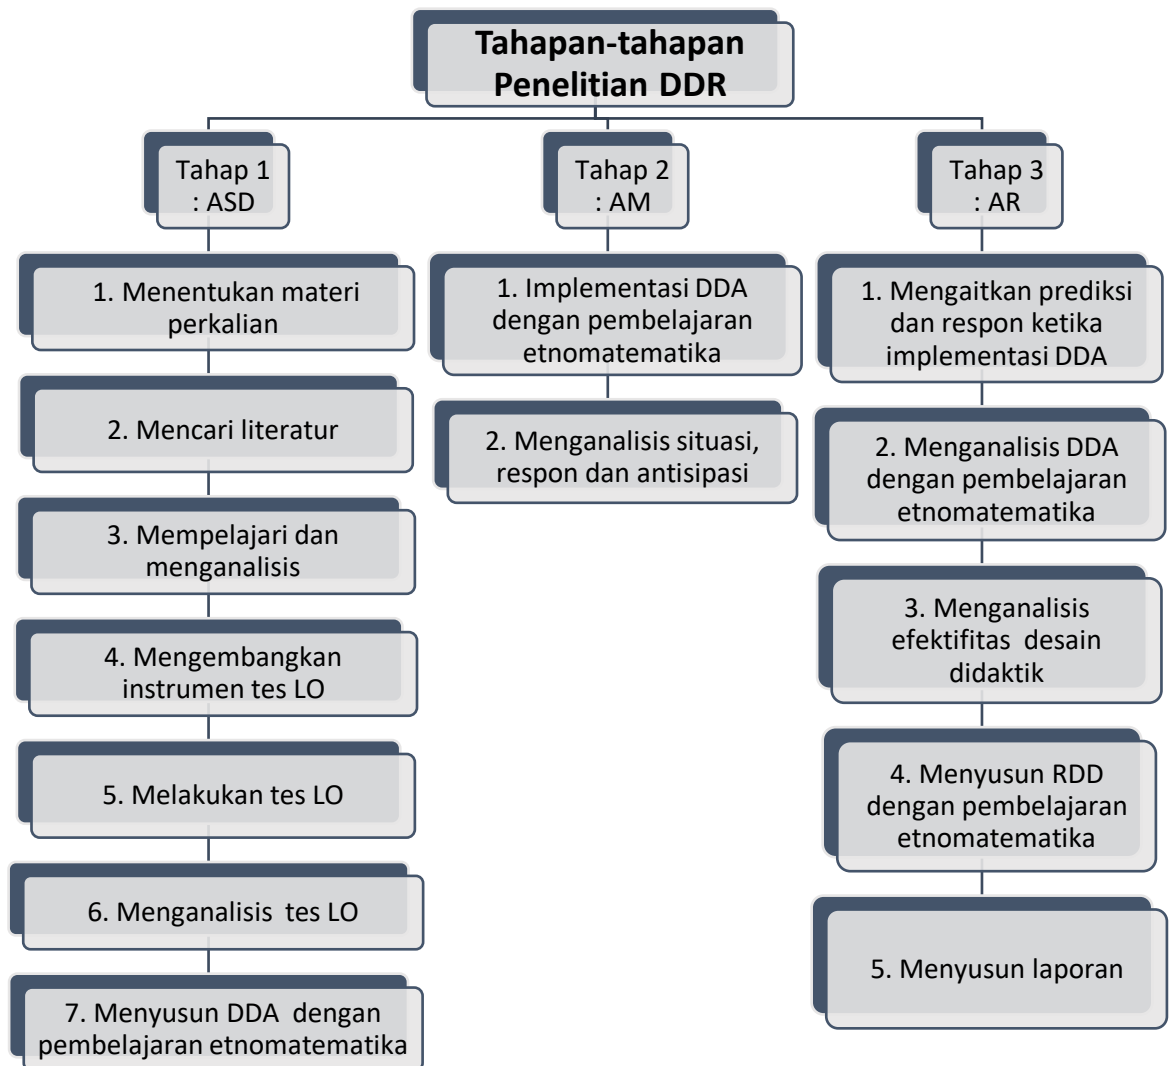 Tahapan-tahapan
Penelitian DDR
Tahap 1
: ASD
1. Menentukan materi
perkalian
2. Mencari literatur
3. Mempelajari dan
menganalisis
4. Mengembangkan
instrumen tes LO
5. Melakukan tes LO
6. Menganalisis tes LO
7. Menyusun DDA dengan
pembelajaran etnomatematika
Tahap 2
: AM
1. Implementasi DDA
dengan pembelajaran
etnomatematika
2. Menganalisis situasi,
respon dan antisipasi
Tahap 3
: AR
1. Mengaitkan prediksi
dan respon ketika
implementasi DDA
2. Menganalisis DDA
dengan pembelajaran
etnomatematika
3. Menganalisis
efektifitas desain
didaktik
4. Menyusun RDD
dengan pembelajaran
etnomatematika
5. Menyusun laporan